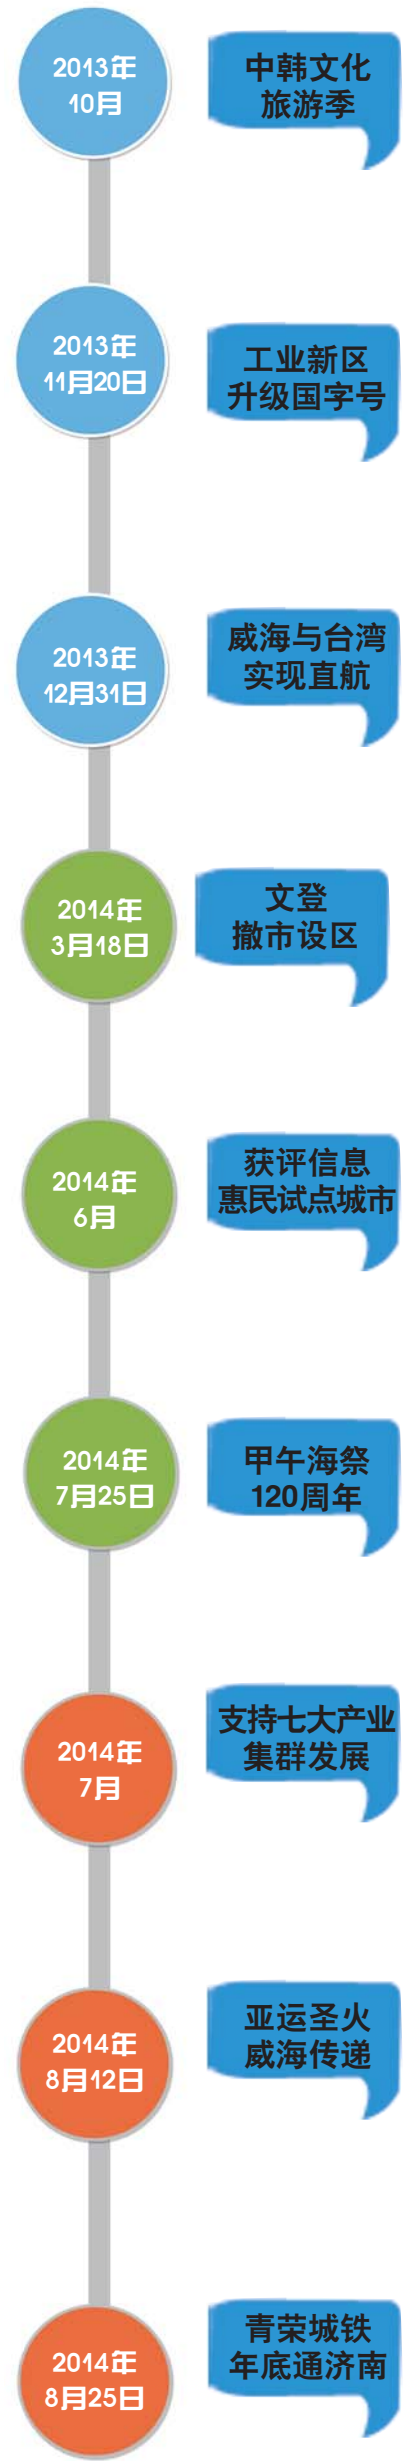 2013年
10月
中韩文化
旅游季
2013年
11月20日
工业新区
升级国字号
2013年
12月31日
威海与台湾
实现直航
2014年
3月18日
文登
撤市设区
2014年
6月
获评信息
惠民试点城市
2014年
7月25日
甲午海祭
120周年
2014年
7月
支持七大产业
集群发展
2014年
8月12日
亚运圣火
威海传递
2014年
8月25日
青荣城铁
年底通济南